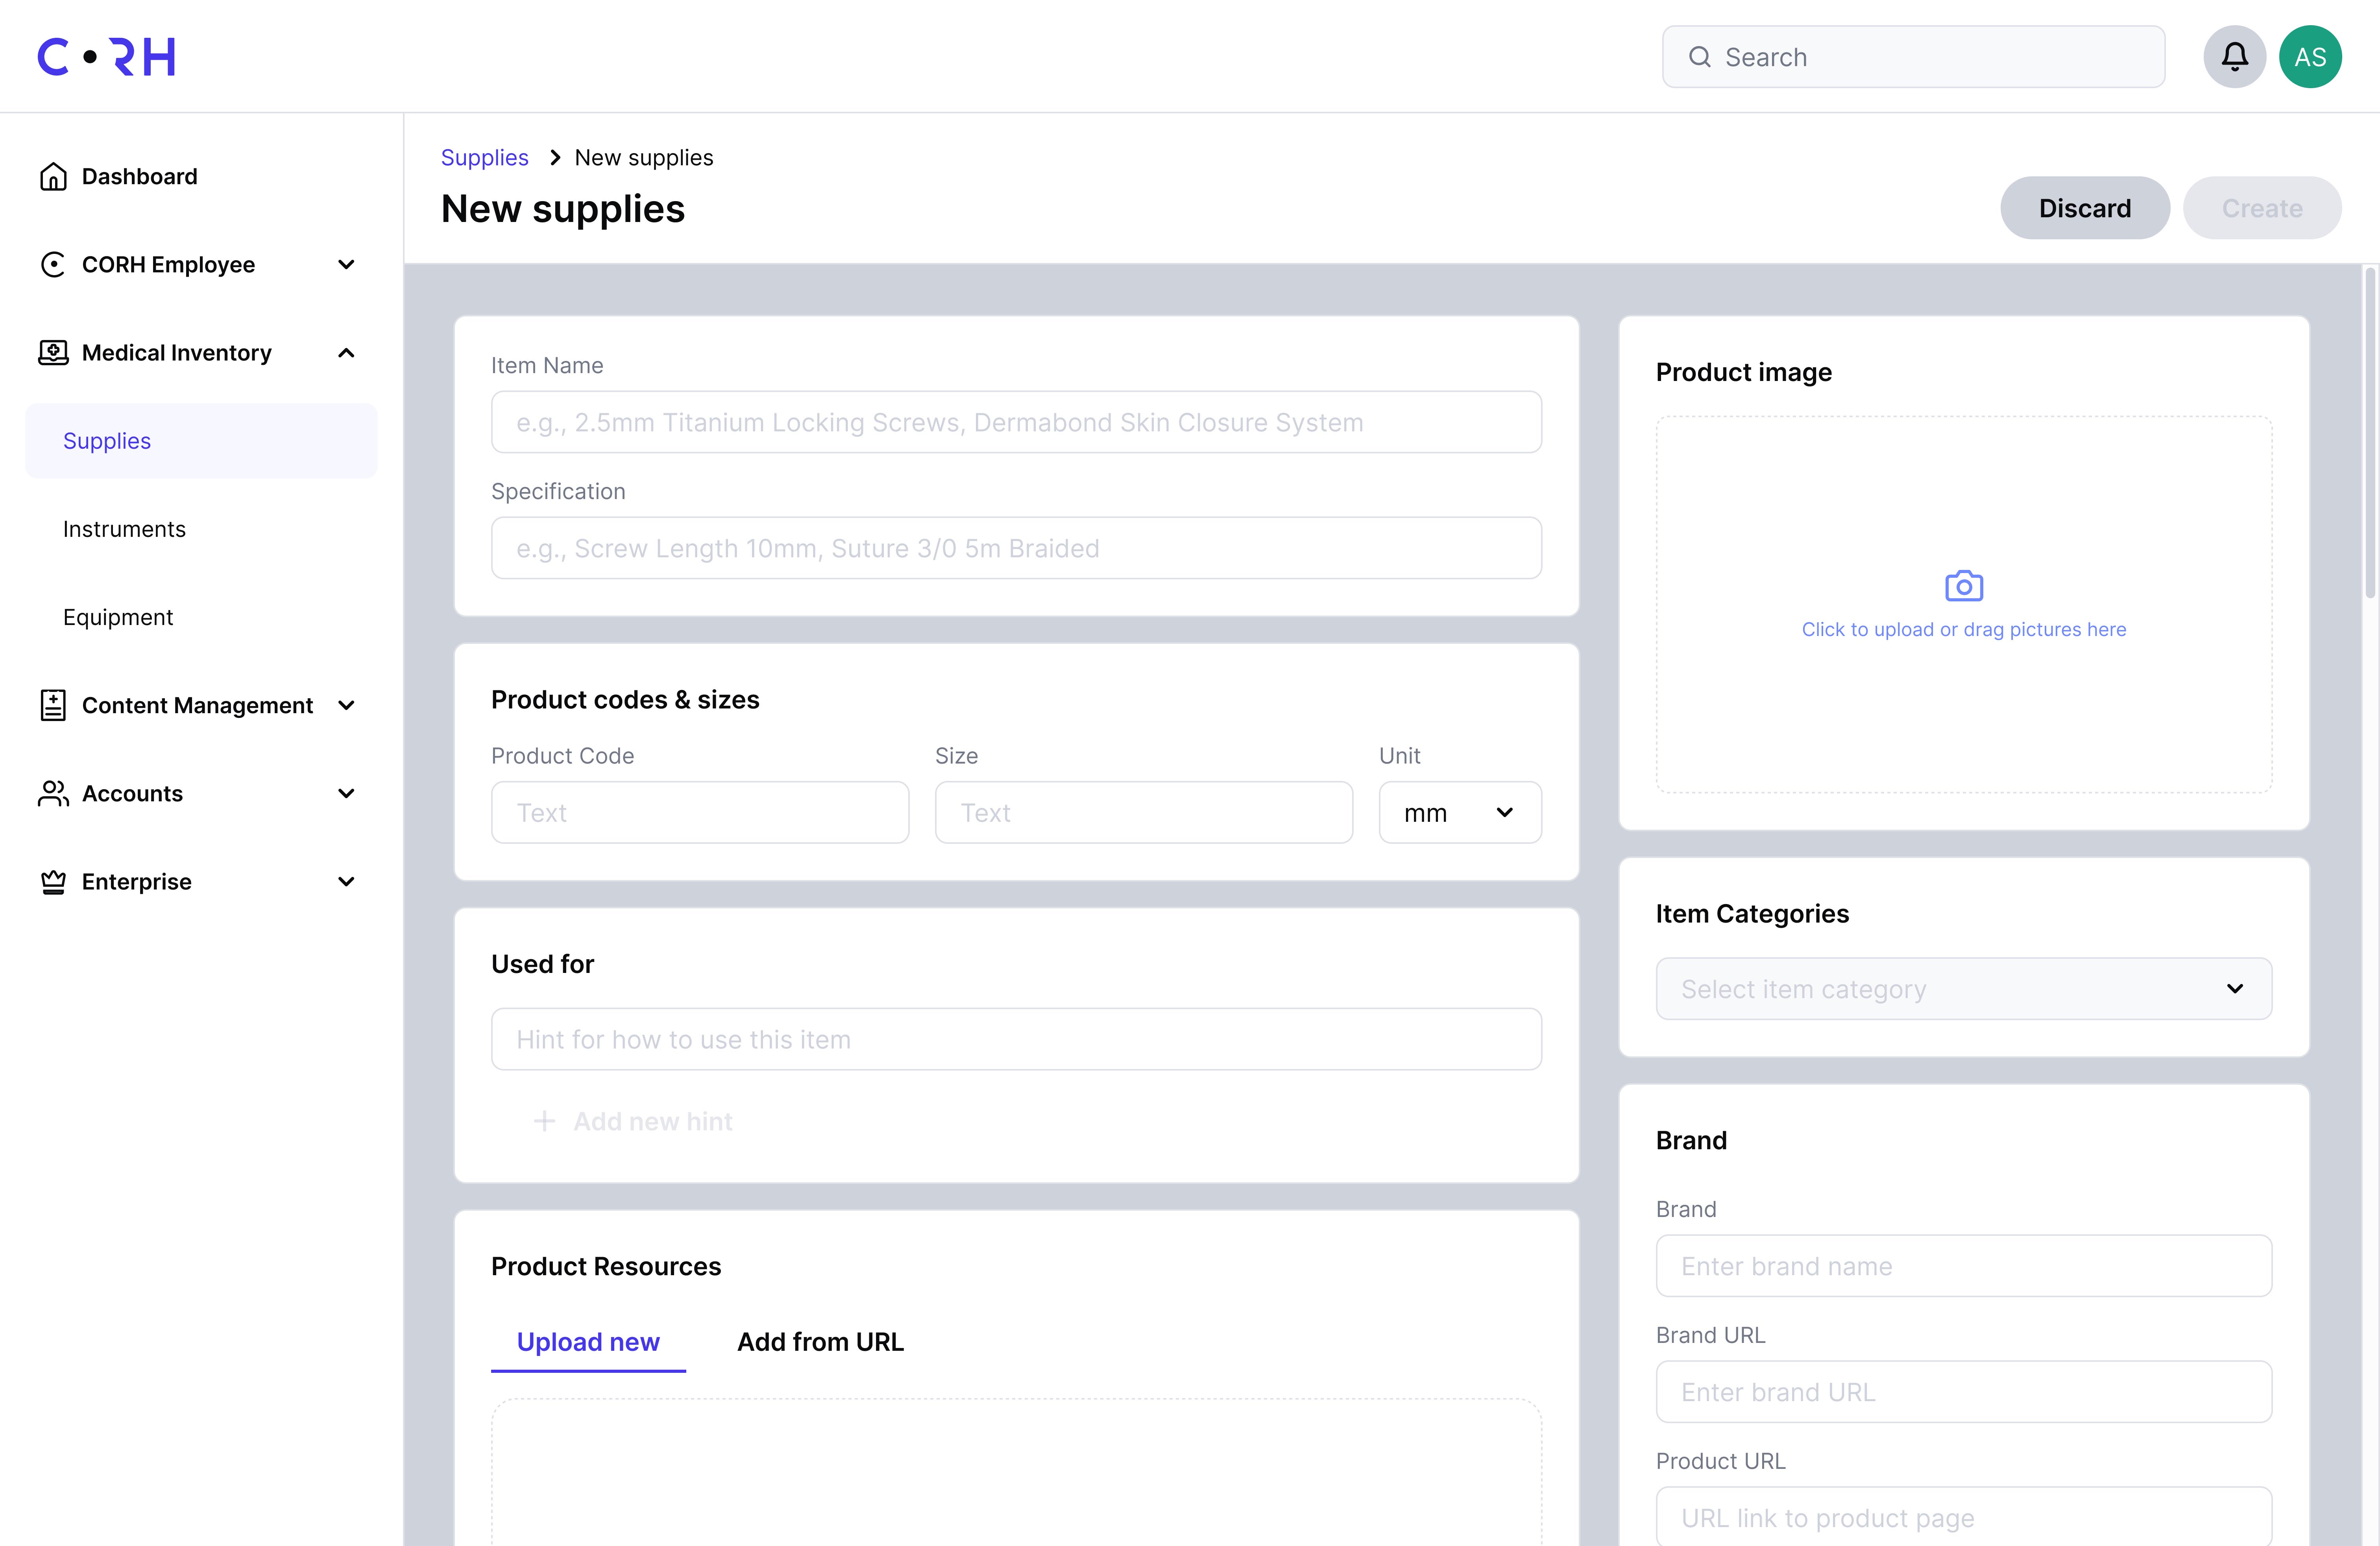 C•RH
Search
AS
Dashboard
CORH Employee
Medical Inventory
Supplies
Instruments
Equipment
Content Management
Accounts
Enterprise
Supplies > New supplies
New supplies
Discard
Create
Item Name
e.g., 2.5mm Titanium Locking Screws, Dermabond Skin Closure System
Specification
e.g., Screw Length 10mm, Suture 3/0 5m Braided
Product codes & sizes
Product Code
Size
Unit
Text
Text
mm
Used for
Hint for how to use this item
+ Add new hint
Product Resources
Upload new
Add from URL
Product image
Click to upload or drag pictures here
Item Categories
Select item category
Brand
Brand
Enter brand name
Brand URL
Enter brand URL
Product URL
URL link to product page